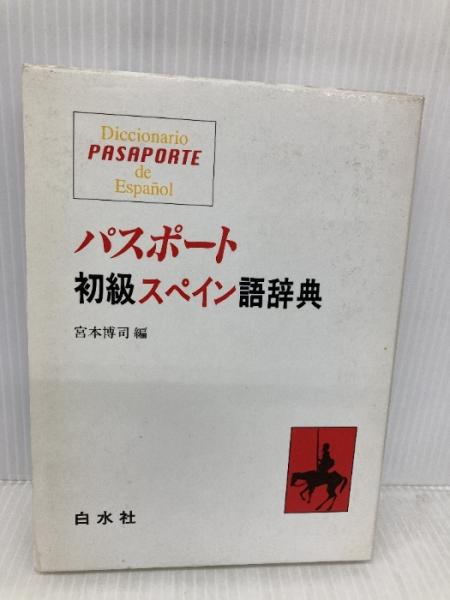 Diccionario
PASAPORTE
de
Español
パスポート
初級スペイン語辞典
宮本博司編
白水社